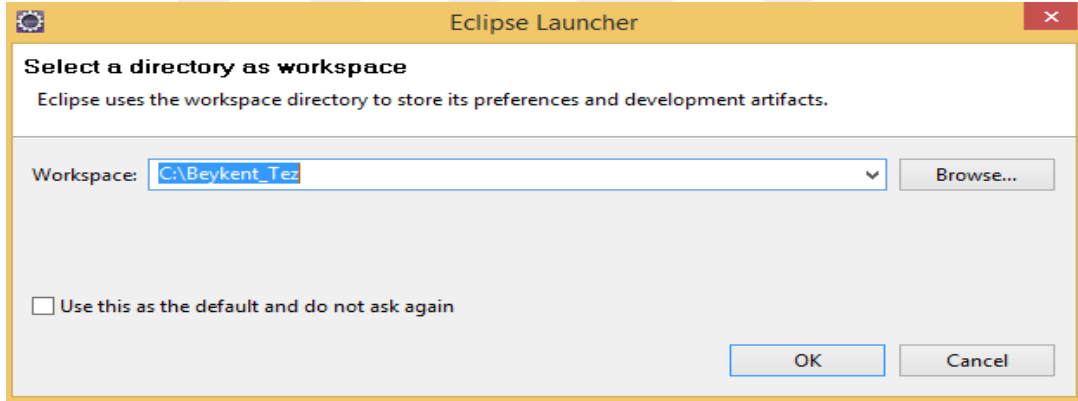 Eclipse Launcher
Select a directory as workspace
Eclipse uses the workspace directory to store its preferences and development artifacts.
Workspace: C:\Beykent_Tez Browse...
Use this as the default and do not ask again
OK Cancel